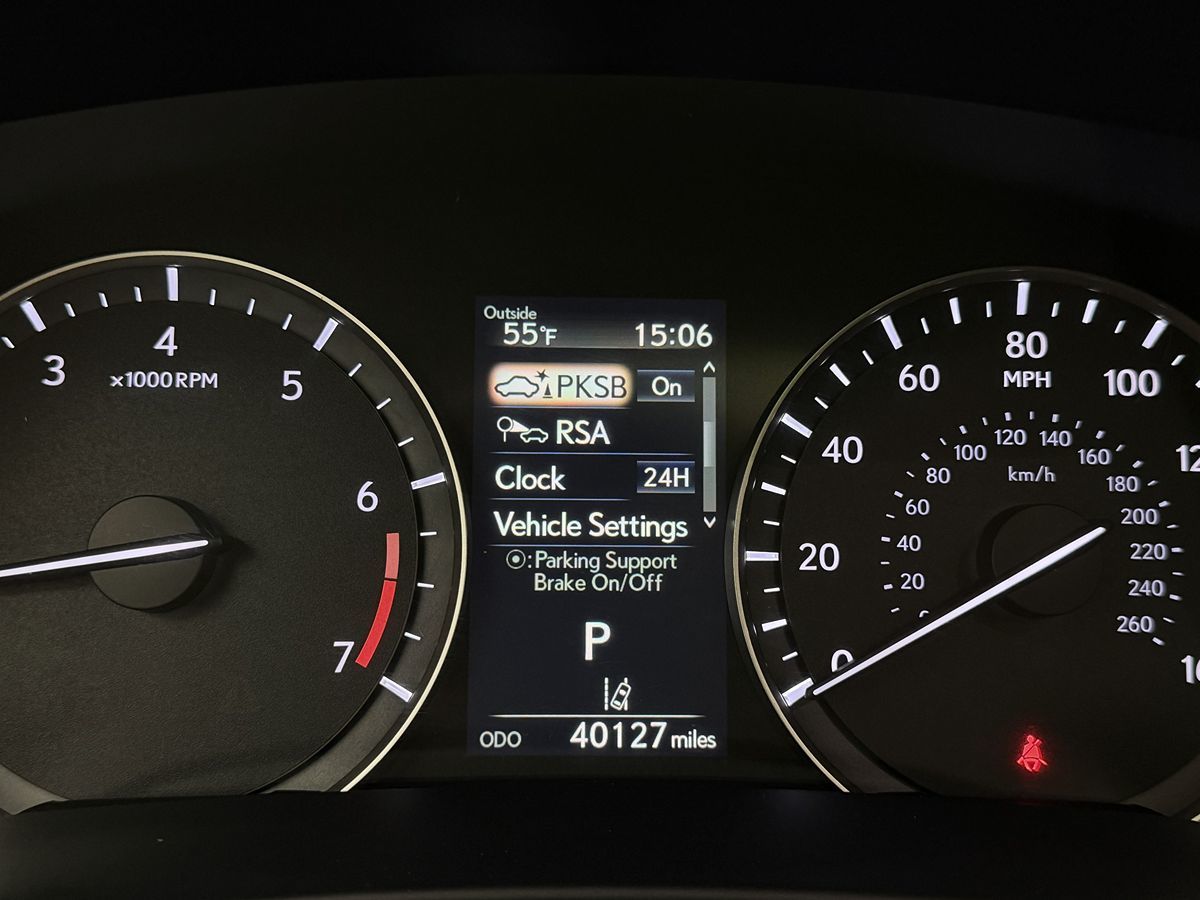 Outside
55°F 15:06
PKSB On
RSA
Clock 24H
Vehicle Settings
:Parking Support
Brake On/Off
P
ODO 40127 miles
3
4
5
6
7
x1000RPM
0
20
40
60
80
100
MPH
0
20
40
60
80
100
120
140
160
180
200
220
240
260
km/h